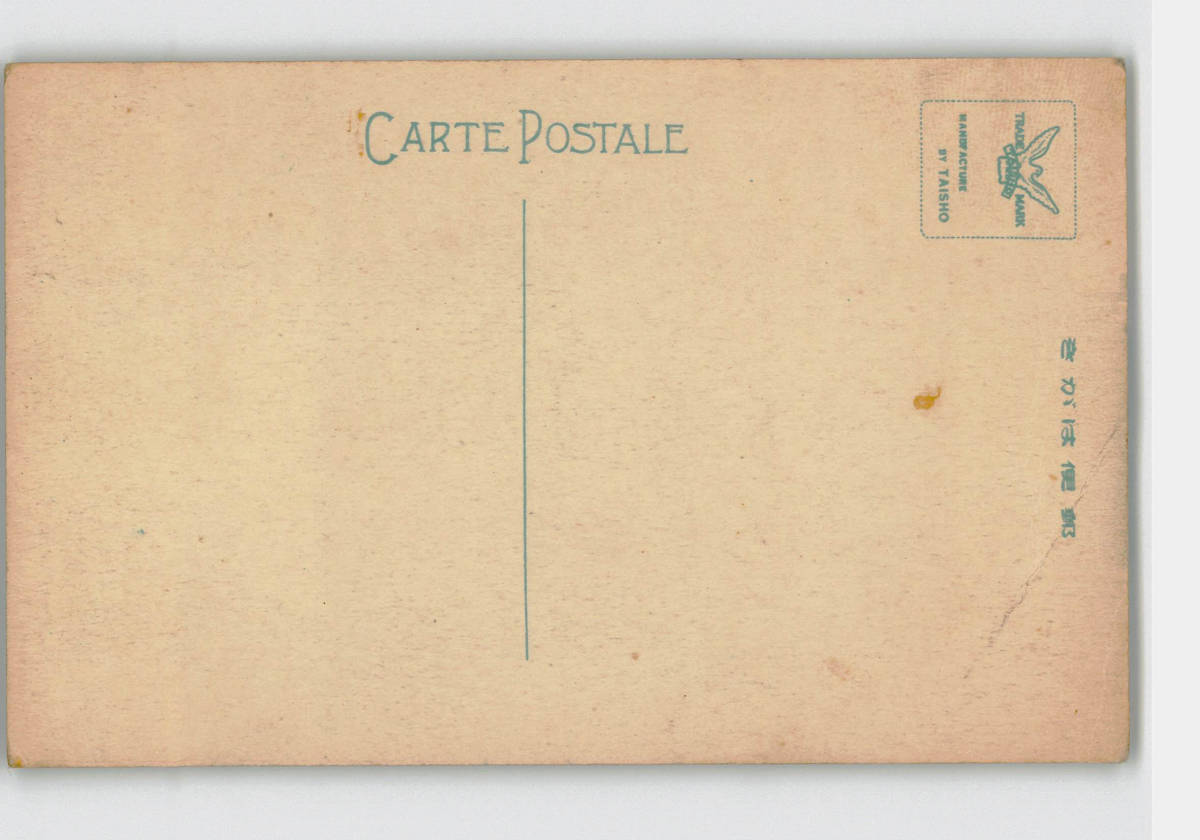 CARTE POSTALE
TRADE MARK
MANUFACTURE
BY TAISHO
きがは便郵